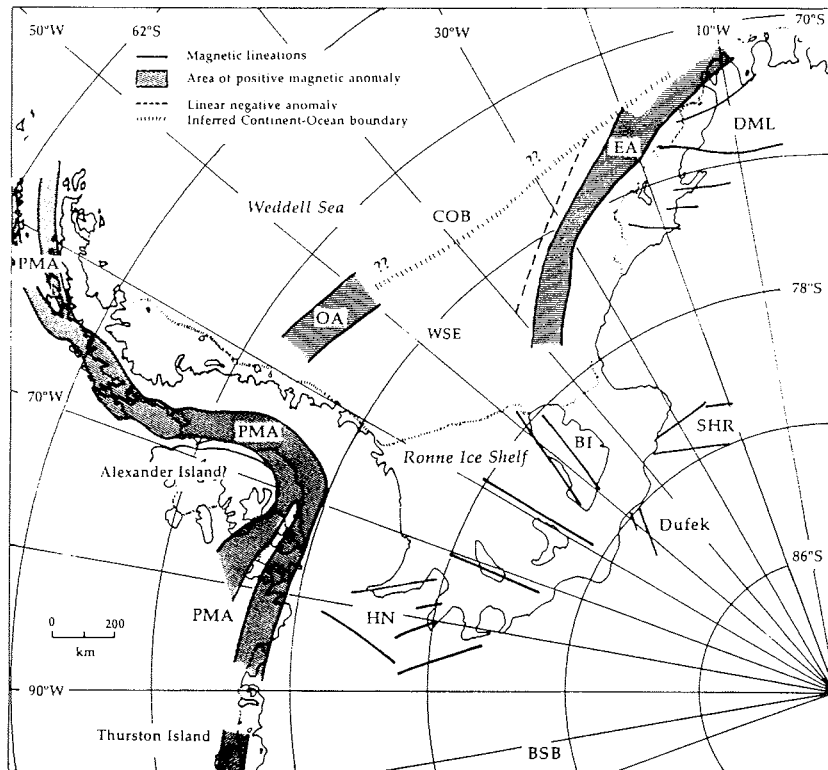 50°W
62°S
30°W
10°W
70°S
Magnetic lineations
Area of positive magnetic anomaly
Linear negative anomaly
Inferred Continent-Ocean boundary
DML
EA
??
Weddell Sea
COB
PMA
??
OA
78°S
WSE
70°W
PMA
SHR
BI
Ronne Ice Shelf
Alexander Island
Dufek
86°S
PMA
0 200
km
HN
90°W
Thurston Island
BSB